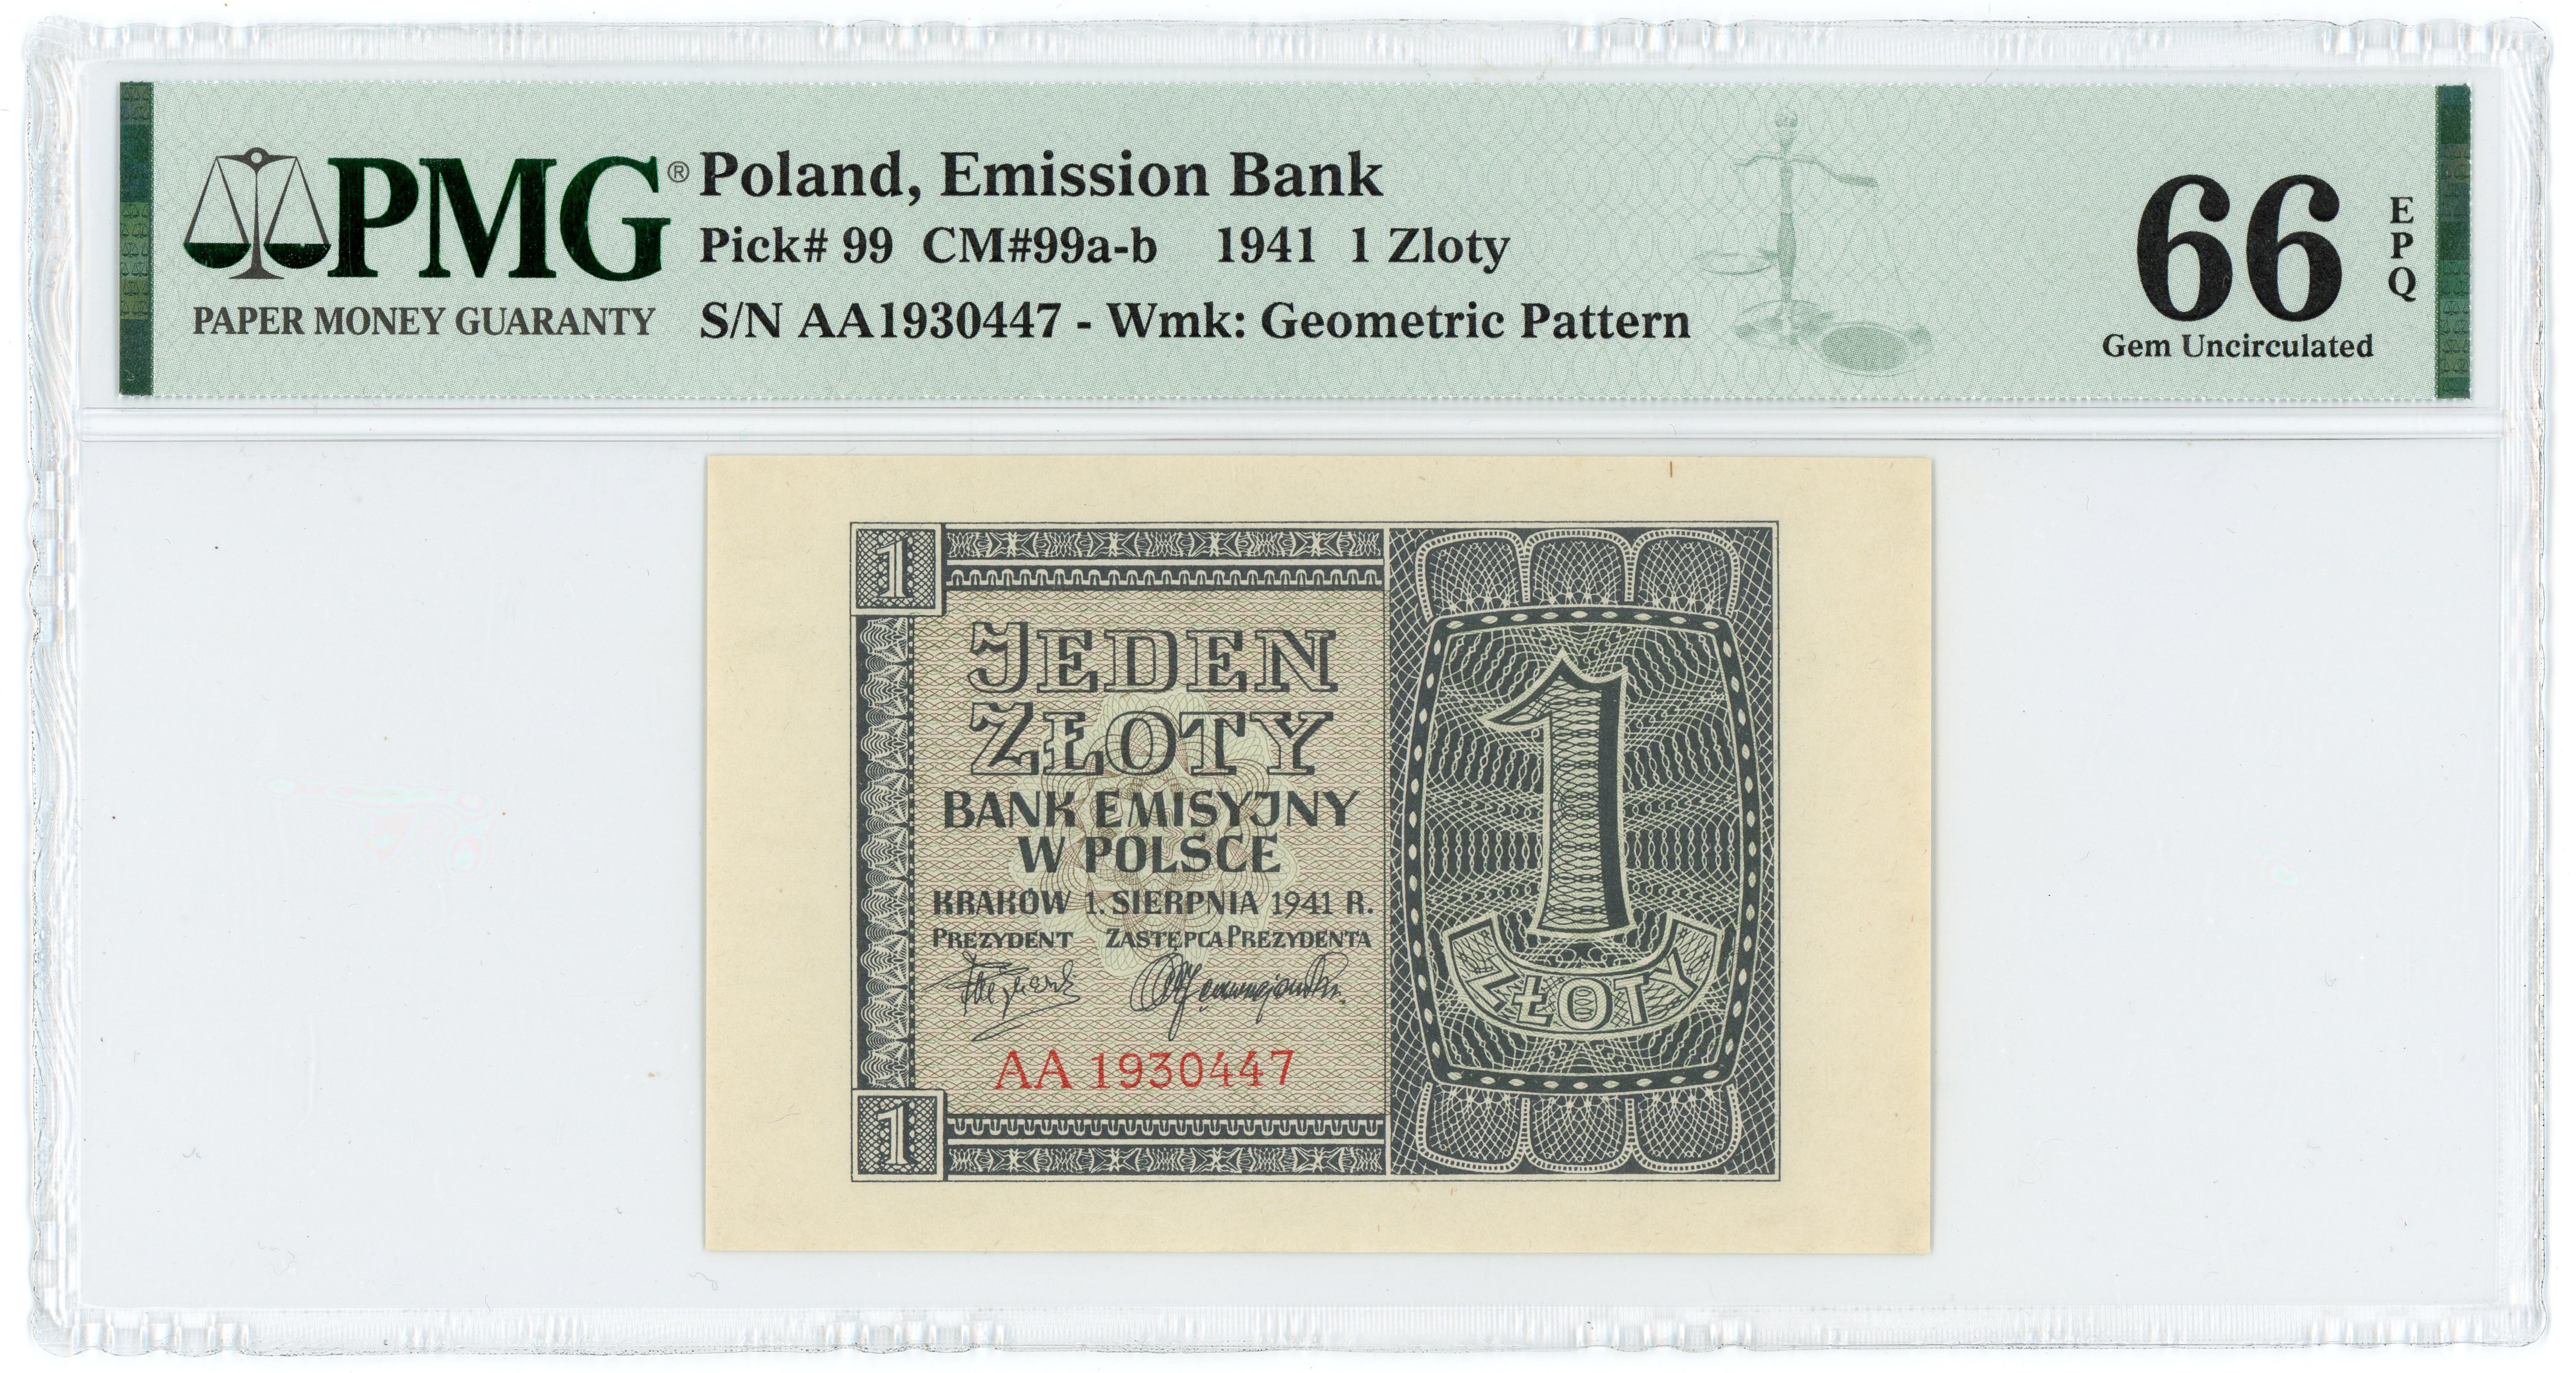 PMG®
PAPER MONEY GUARANTY
Poland, Emission Bank
Pick# 99 CM#99a-b 1941 1 Zloty
S/N AA1930447 - Wmk: Geometric Pattern
66
EPQ
Gem Uncirculated
1
JEDEN
ZŁOTY
BANK EMISYJNY
W POLSCE
KRAKÓW 1. SIERPNIA 1941 R.
PREZYDENT ZASTĘPCA PREZYDENTA
AA 1930447
1
1
ZŁOTY